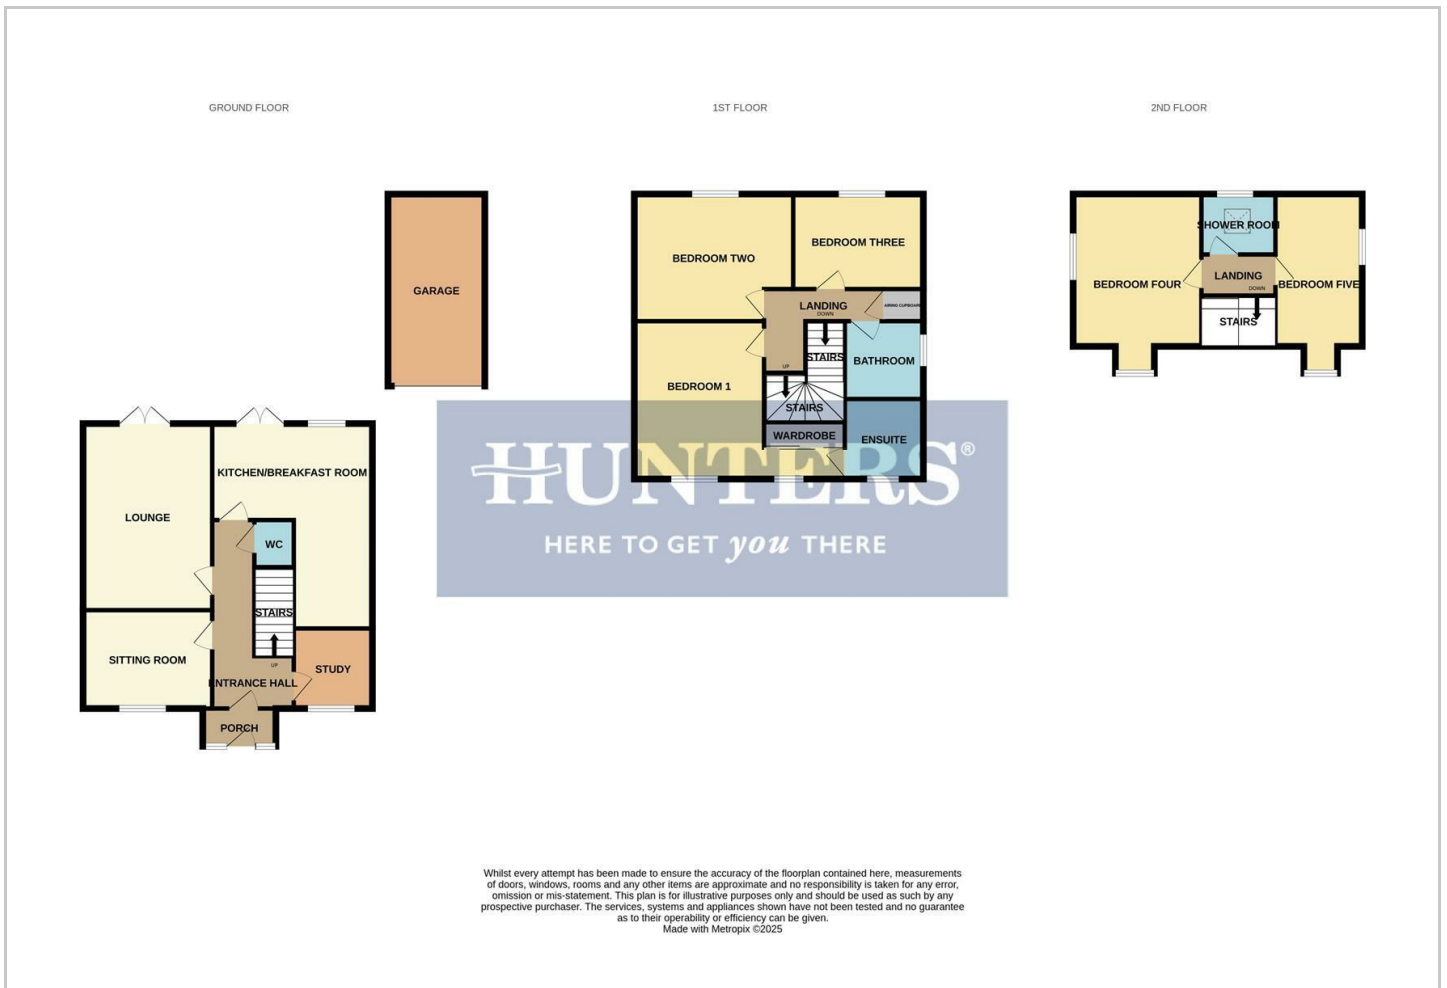 GROUND FLOOR
1ST FLOOR
2ND FLOOR
GARAGE
KITCHEN/BREAKFAST ROOM
LOUNGE
WC
STAIRS
SITTING ROOM
STUDY
UP
ENTRANCE HALL
PORCH
BEDROOM TWO
BEDROOM THREE
LANDING
DOWN
AIRING CUPBOARD
STAIRS
BATHROOM
UP
BEDROOM 1
STAIRS
WARDROBE
ENSUITE
SHOWER ROOM
LANDING
DOWN
BEDROOM FOUR
BEDROOM FIVE
STAIRS
HUNTERS®
HERE TO GET you THERE
Whilst every attempt has been made to ensure the accuracy of the floorplan contained here, measurements
of doors, windows, rooms and any other items are approximate and no responsibility is taken for any error,
omission or mis-statement. This plan is for illustrative purposes only and should be used as such by any
prospective purchaser. The services, systems and appliances shown have not been tested and no guarantee
as to their operability or efficiency can be given.
Made with Metropix ©2025